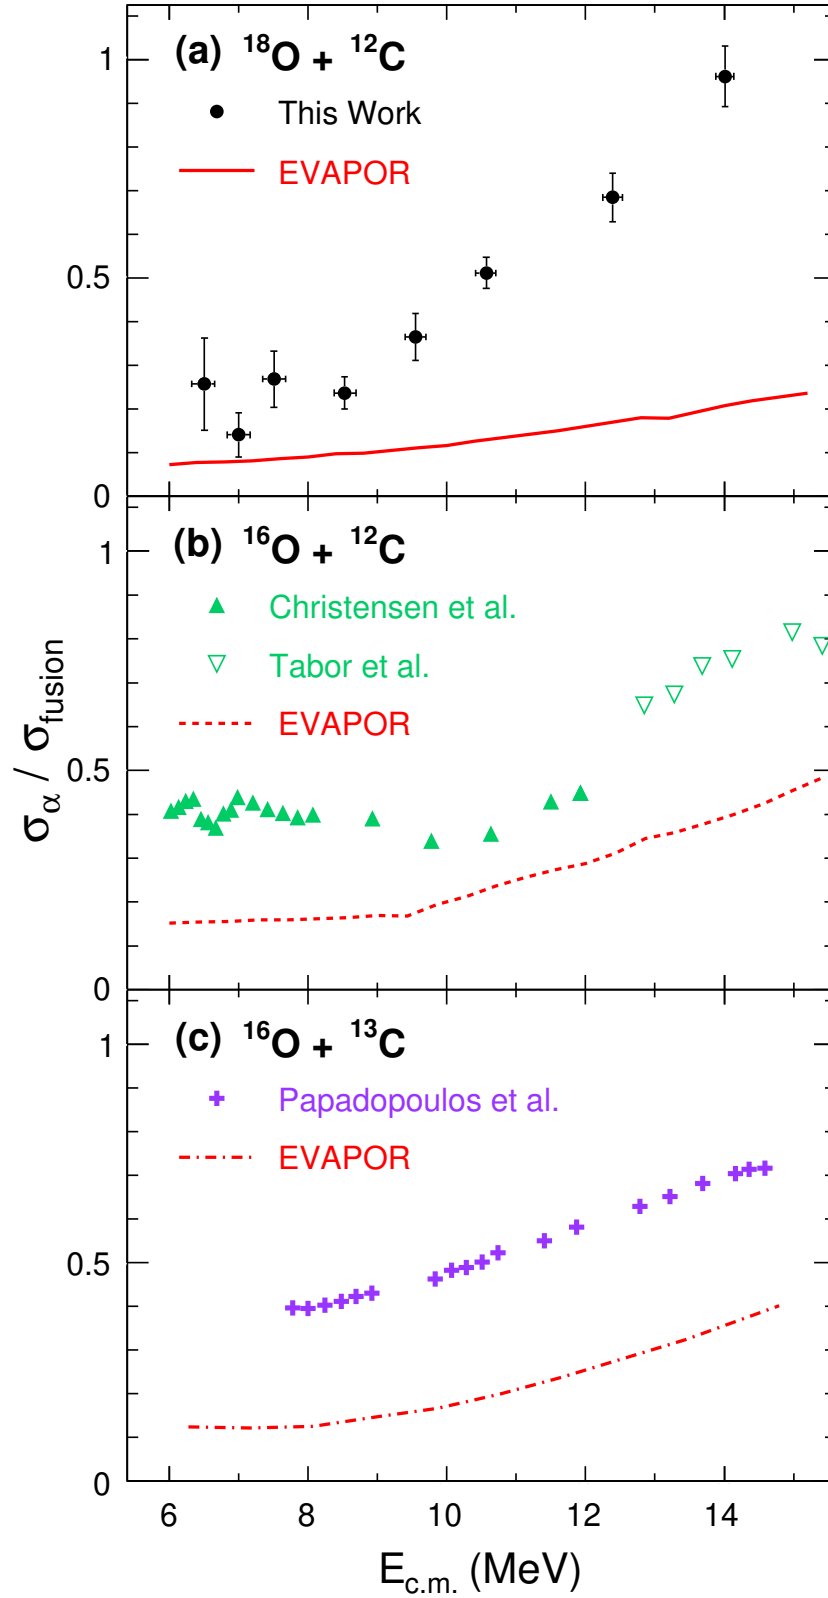 (a) ¹⁸O + ¹²C
This Work
EVAPOR
1
0.5
0
(b) ¹⁶O + ¹²C
Christensen et al.
Tabor et al.
EVAPOR
1
0.5
0
σα / σfusion
(c) ¹⁶O + ¹³C
Papadopoulos et al.
EVAPOR
1
0.5
0
6 8 10 12 14
E c.m. (MeV)